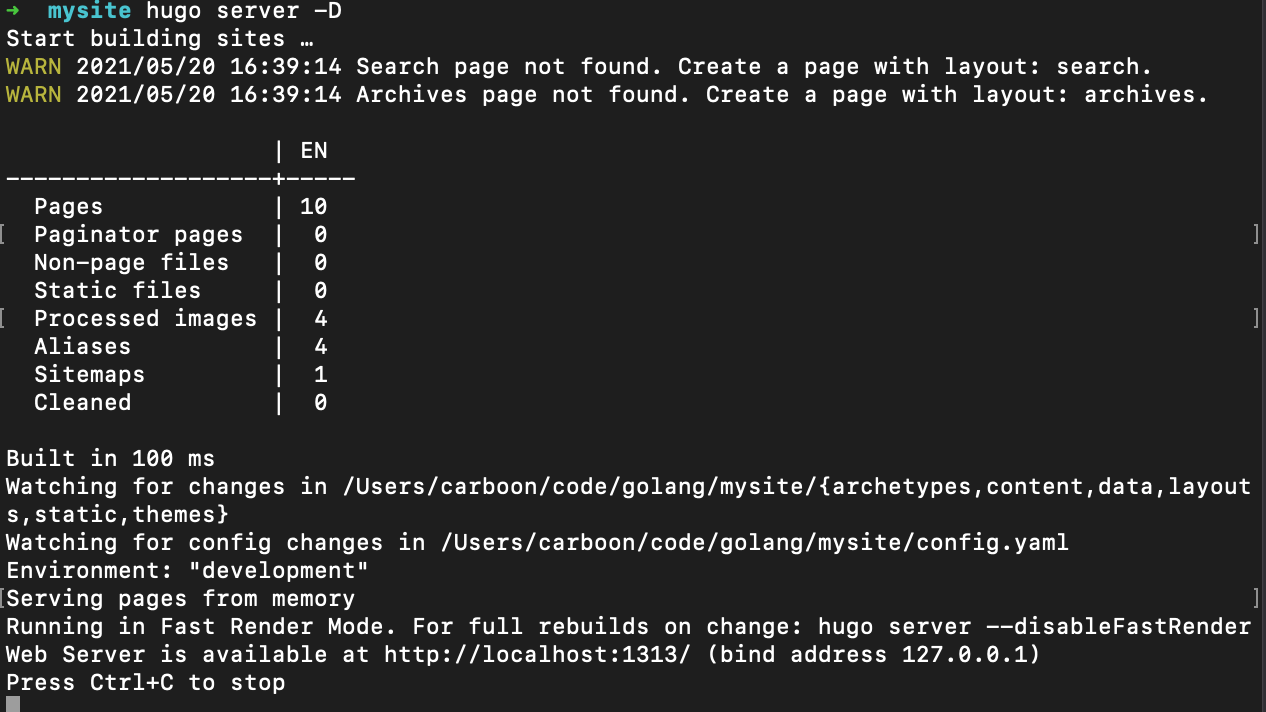 ➜  mysite hugo server -D
Start building sites …
WARN 2021/05/20 16:39:14 Search page not found. Create a page with layout: search.
WARN 2021/05/20 16:39:14 Archives page not found. Create a page with layout: archives.
                   | EN
-------------------+-----
  Pages            | 10
[  Paginator pages  |  0 ]
  Non-page files   |  0
  Static files     |  0
[  Processed images |  4 ]
  Aliases          |  4
  Sitemaps         |  1
  Cleaned          |  0
Built in 100 ms
Watching for changes in /Users/carboon/code/golang/mysite/{archetypes,content,data,layout
s,static,themes}
Watching for config changes in /Users/carboon/code/golang/mysite/config.yaml
Environment: "development"
[Serving pages from memory ]
Running in Fast Render Mode. For full rebuilds on change: hugo server --disableFastRender
Web Server is available at http://localhost:1313/ (bind address 127.0.0.1)
Press Ctrl+C to stop